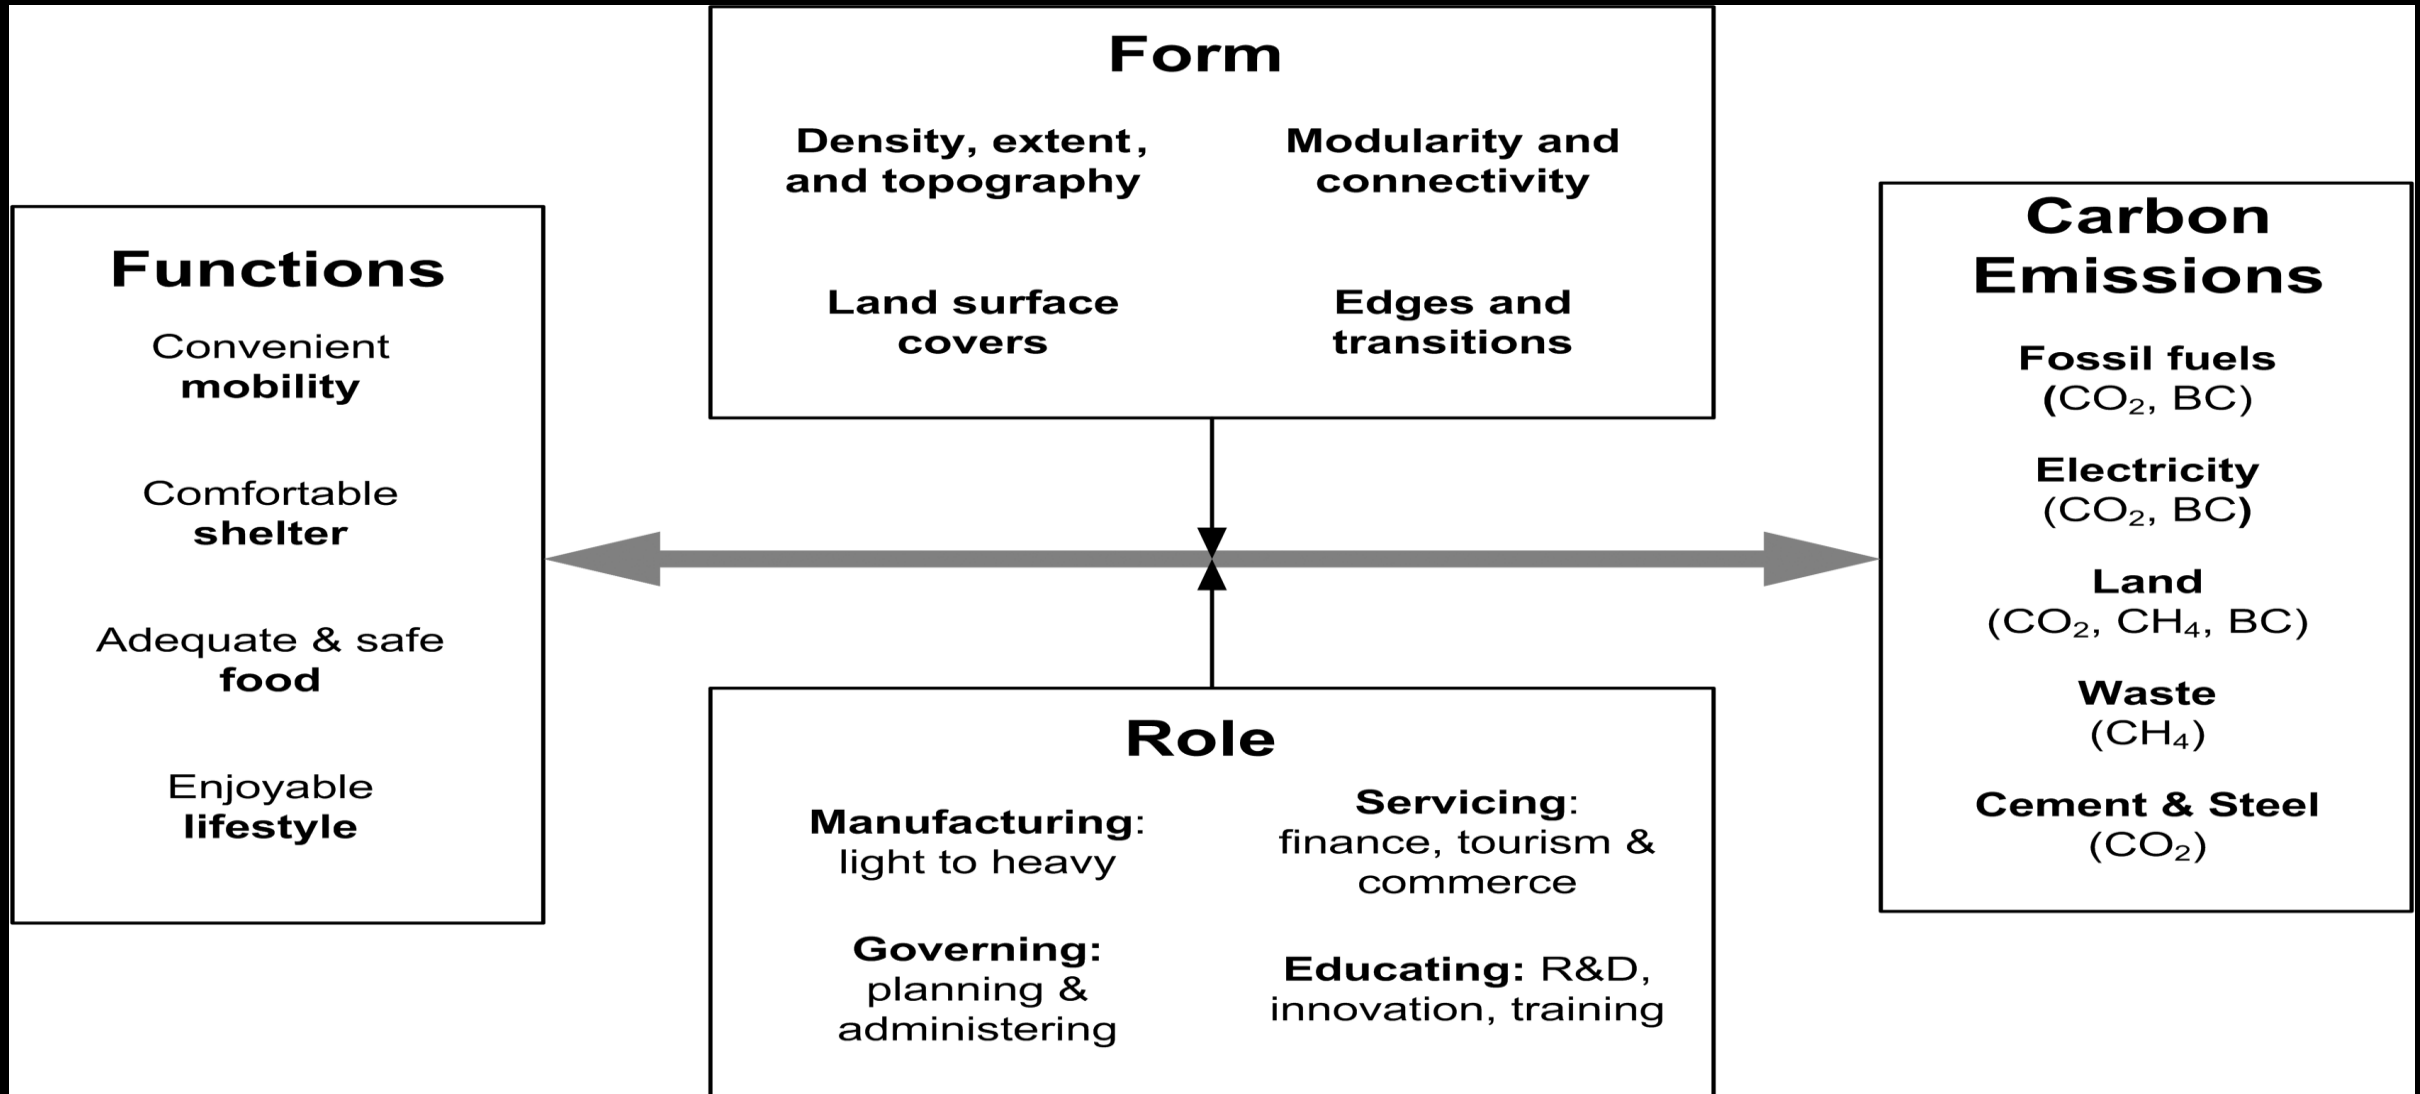 Form
Density, extent,
and topography
Modularity and
connectivity
Land surface
covers
Edges and
transitions
Functions
Convenient
mobility
Comfortable
shelter
Adequate & safe
food
Enjoyable
lifestyle
Carbon
Emissions
Fossil fuels
(CO₂, BC)
Electricity
(CO₂, BC)
Land
(CO₂, CH₄, BC)
Waste
(CH₄)
Cement & Steel
(CO₂)
Role
Manufacturing:
light to heavy
Servicing:
finance, tourism &
commerce
Governing:
planning &
administering
Educating: R&D,
innovation, training